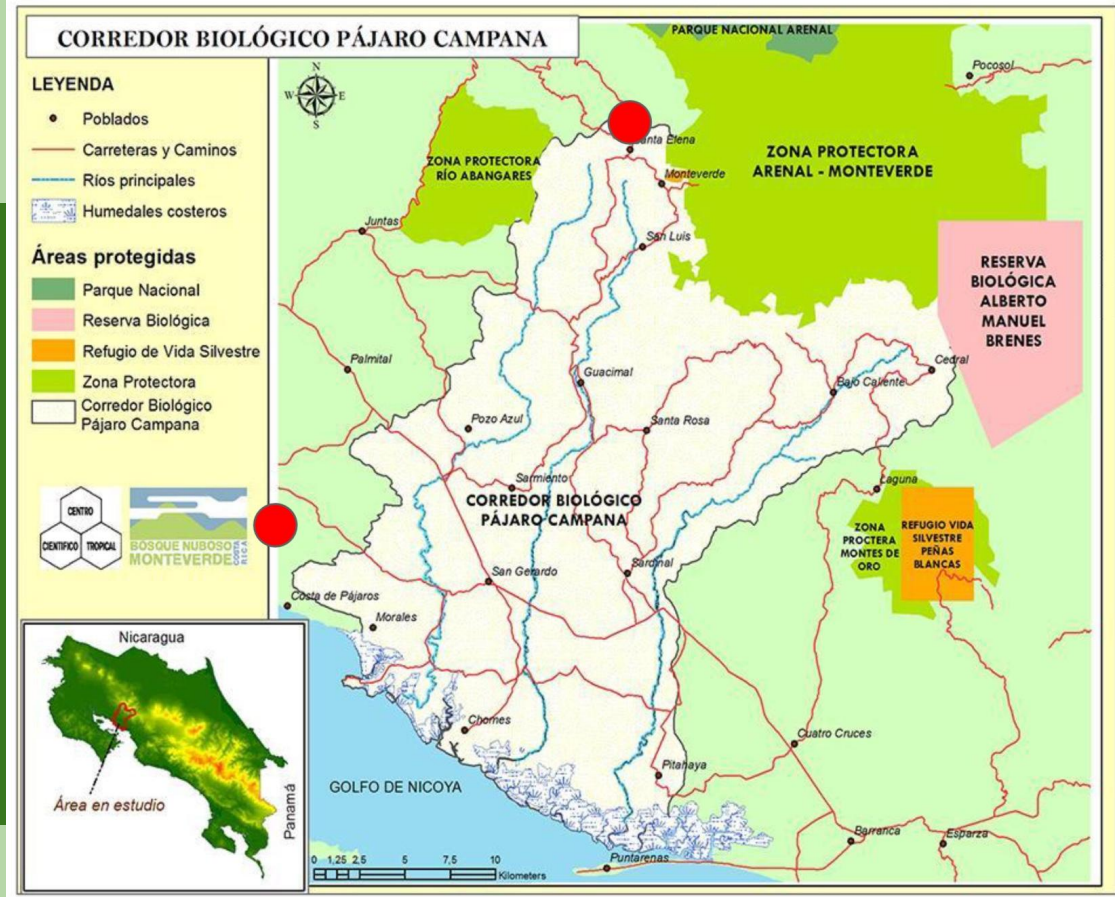 CORREDOR BIOLÓGICO PÁJARO CAMPANA
LEYENDA
Poblados
Carreteras y Caminos
Ríos principales
Humedales costeros
Áreas protegidas
Parque Nacional
Reserva Biológica
Refugio de Vida Silvestre
Zona Protectora
Corredor Biológico
Pájaro Campana
CENTRO
CIENTIFICO
TROPICAL
BOSQUE NUBOSO
MONTEVERDE
COSTA
RICA
N
W
E
S
PARQUE NACIONAL ARENAL
Pocosol
Santa Elena
ZONA PROTECTORA
RÍO ABANGARES
ZONA PROTECTORA
ARENAL - MONTEVERDE
Monteverde
Juntas
San Luis
RESERVA
BIOLÓGICA
ALBERTO
MANUEL
BRENES
Palmital
Guacimal
Cedral
Bajo Caliente
Pozo Azul
Santa Rosa
Sarmiento
Laguna
CORREDOR BIOLÓGICO
PÁJARO CAMPANA
ZONA
PROCTERA
MONTES DE
ORO
REFUGIO VIDA
SILVESTRE
PEÑAS
BLANCAS
San Gerardo
Sardinal
Costa de Pájaros
Morales
Chomes
Cuatro Cruces
Pitahaya
GOLFO DE NICOYA
Barranca
Esparza
Puntarenas
0 1,25 2,5 5 7,5 10
Kilometers
Nicaragua
Área en estudio
Panamá